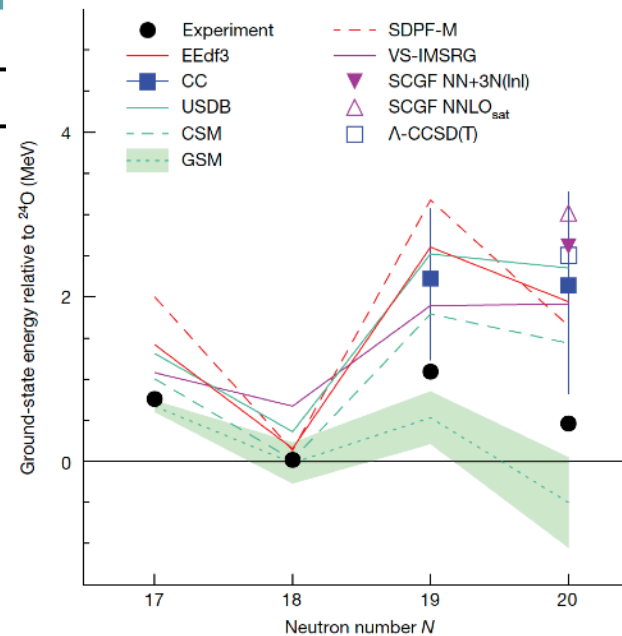 Experiment
EEdf3
CC
USDB
CSM
GSM
SDPF-M
VS-IMSRG
SCGF NN+3N(lnl)
SCGF NNLOsat
Λ-CCSD(T)
Ground-state energy relative to ²⁴O (MeV)
4
2
0
17 18 19 20
Neutron number N